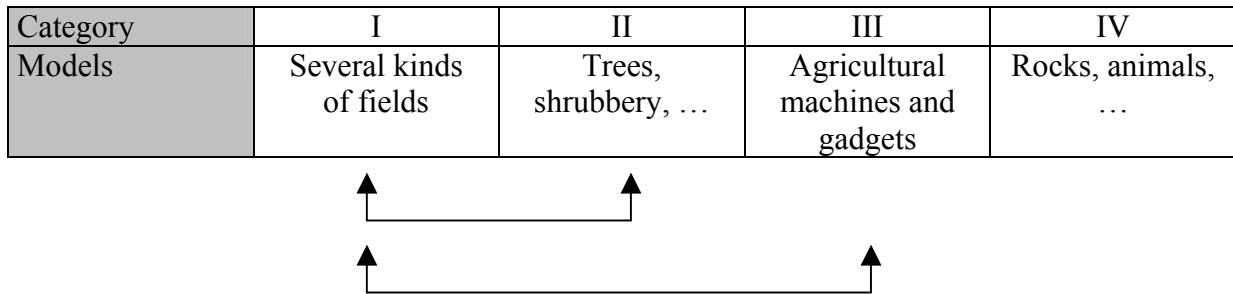 Category I II III IV
Models Several kinds Trees, Agricultural Rocks, animals,
of fields shrubbery, … machines and …
gadgets